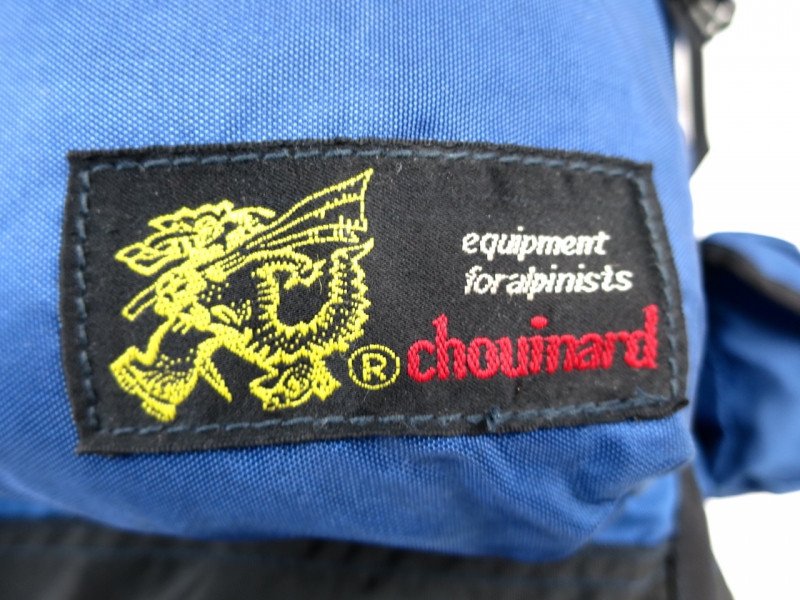 equipment
foralpinists
® chouinard